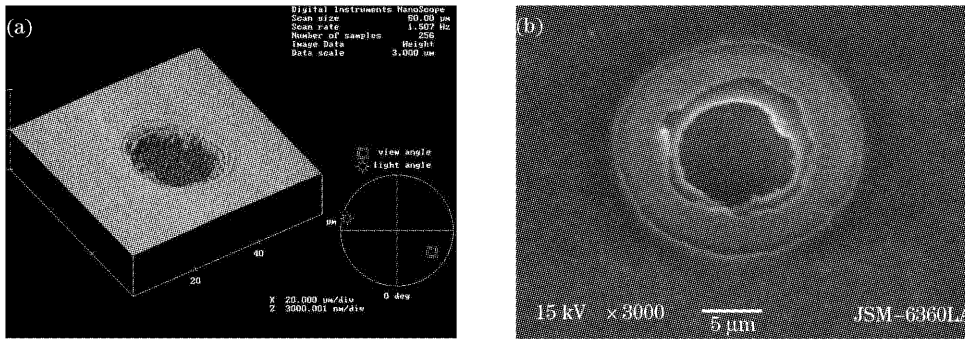 (a)
Digital Instruments NanoScope
Scan size 60.00 μm
Scan rate 1.507 Hz
Number of samples 256
Image Data Height
Data scale 3.000 μm
view angle
light angle
μm
40
20
X 20.000 μm/div
Z 3000.001 nm/div
0 deg
(b)
15 kV ×3000
5 μm
JSM-6360LA